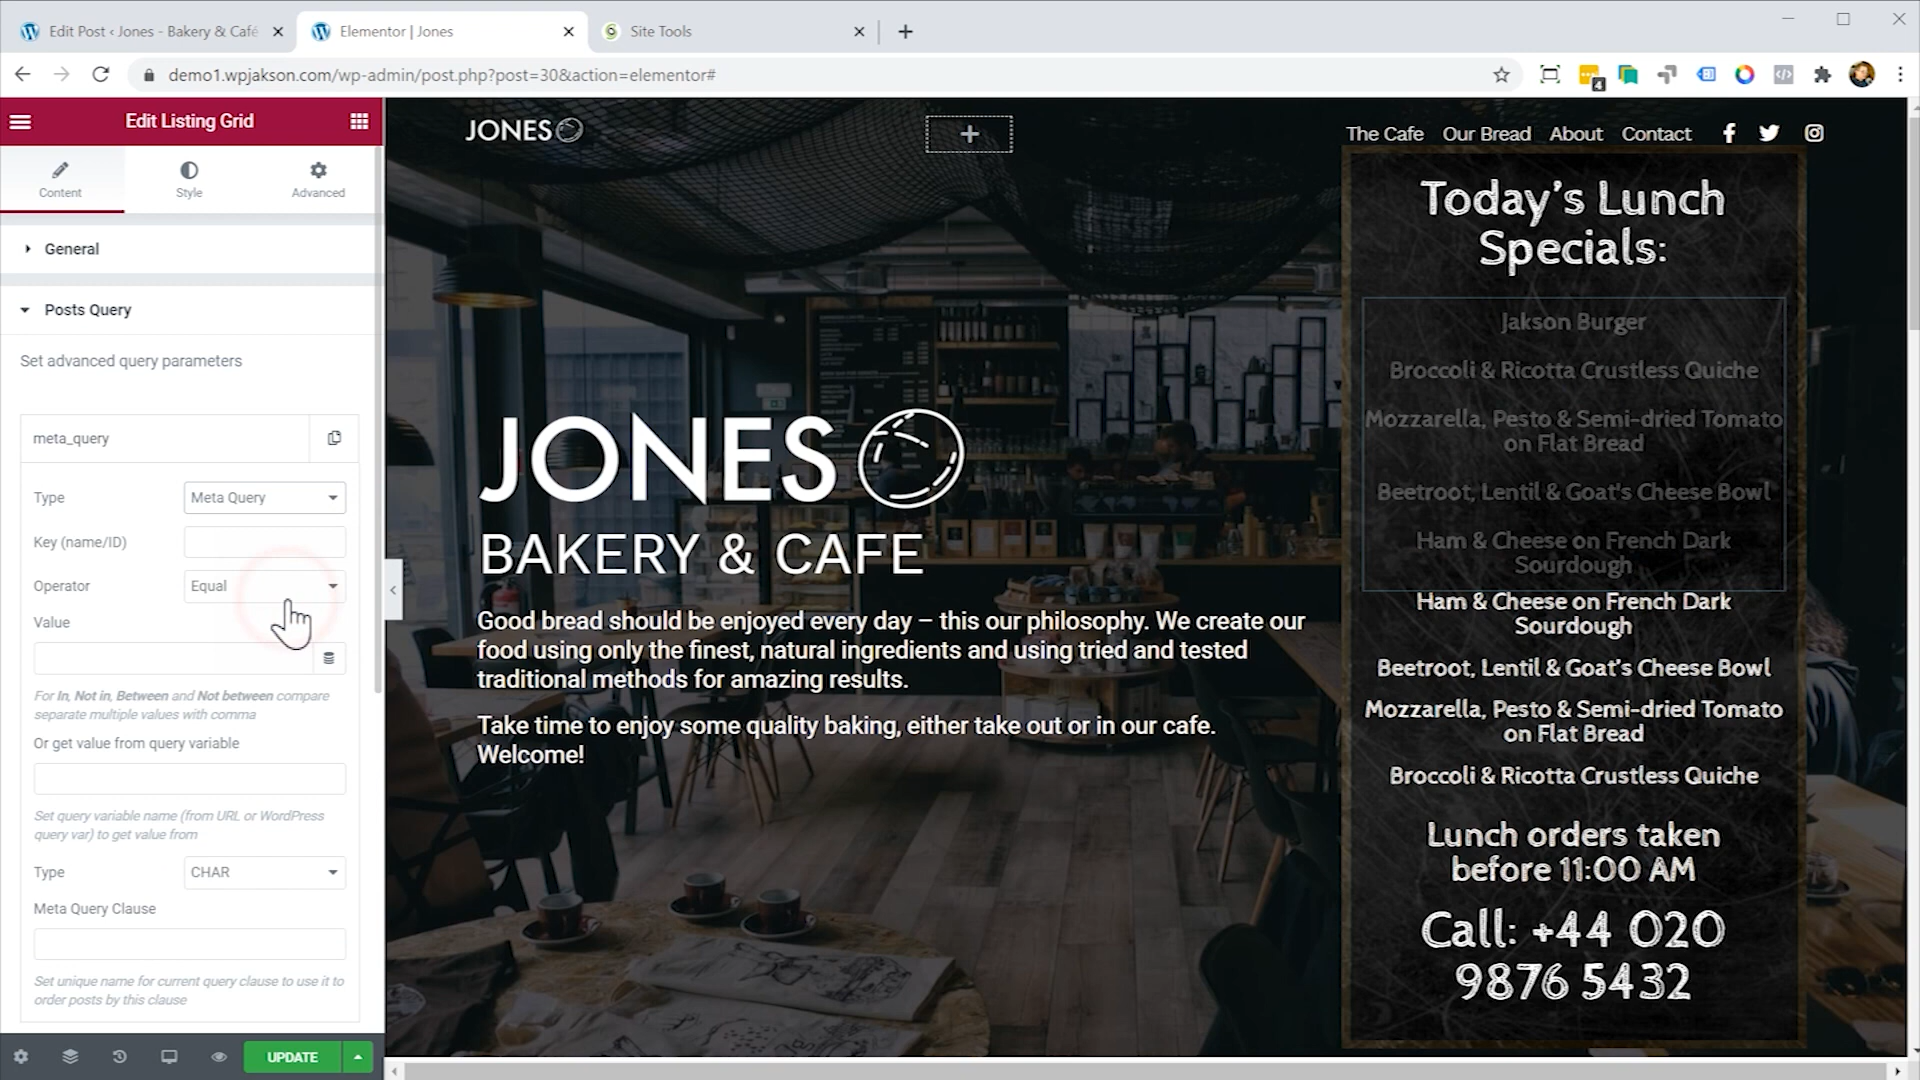 Edit Post ‹ Jones - Bakery & Café
Elementor | Jones
Site Tools
demo1.wpjakson.com/wp-admin/post.php?post=30&action=elementor#
4
Edit Listing Grid
Content
Style
Advanced
General
Posts Query
Set advanced query parameters
meta_query
Type
Meta Query
Key (name/ID)
Operator
Equal
Value
For In, Not in, Between and Not between compare
separate multiple values with comma
Or get value from query variable
Set query variable name (from URL or WordPress
query var) to get value from
Type
CHAR
Meta Query Clause
Set unique name for current query clause to use it to
order posts by this clause
UPDATE
JONES
The Cafe
Our Bread
About
Contact
JONES
BAKERY & CAFE
Good bread should be enjoyed every day – this our philosophy. We create our
food using only the finest, natural ingredients and using tried and tested
traditional methods for amazing results.
Take time to enjoy some quality baking, either take out or in our cafe.
Welcome!
Today's Lunch
Specials:
Jakson Burger
Broccoli & Ricotta Crustless Quiche
Mozzarella, Pesto & Semi-dried Tomato
on Flat Bread
Beetroot, Lentil & Goat's Cheese Bowl
Ham & Cheese on French Dark
Sourdough
Ham & Cheese on French Dark
Sourdough
Beetroot, Lentil & Goat's Cheese Bowl
Mozzarella, Pesto & Semi-dried Tomato
on Flat Bread
Broccoli & Ricotta Crustless Quiche
Lunch orders taken
before 11:00 AM
Call: +44 020
9876 5432